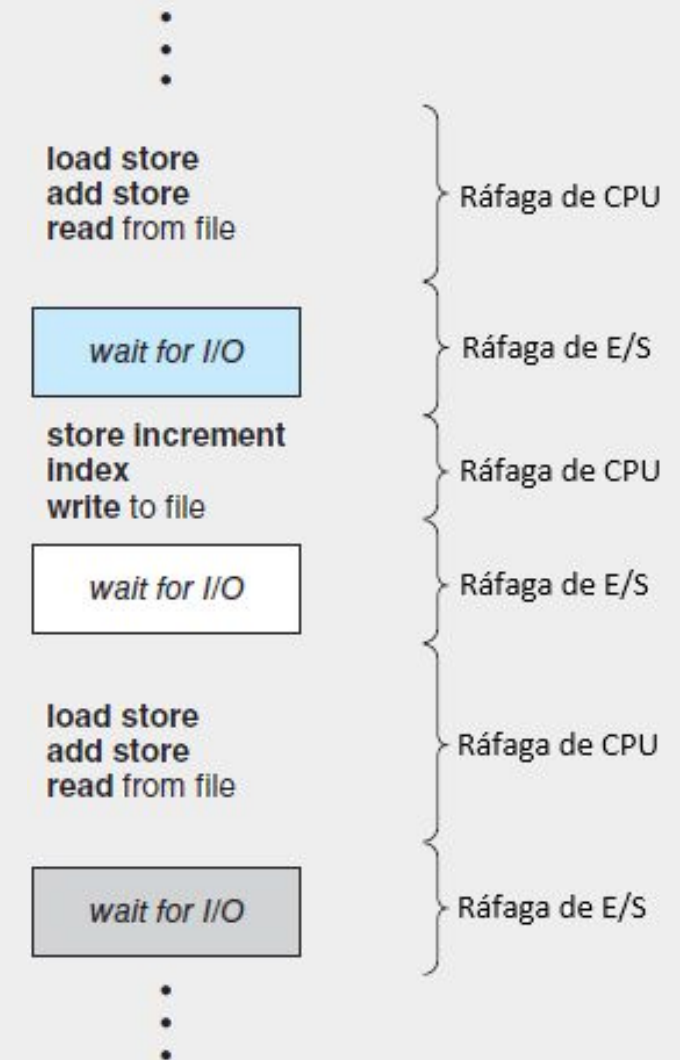 load store
add store
read from file
Ráfaga de CPU
wait for I/O
Ráfaga de E/S
store increment
index
write to file
Ráfaga de CPU
wait for I/O
Ráfaga de E/S
load store
add store
read from file
Ráfaga de CPU
wait for I/O
Ráfaga de E/S